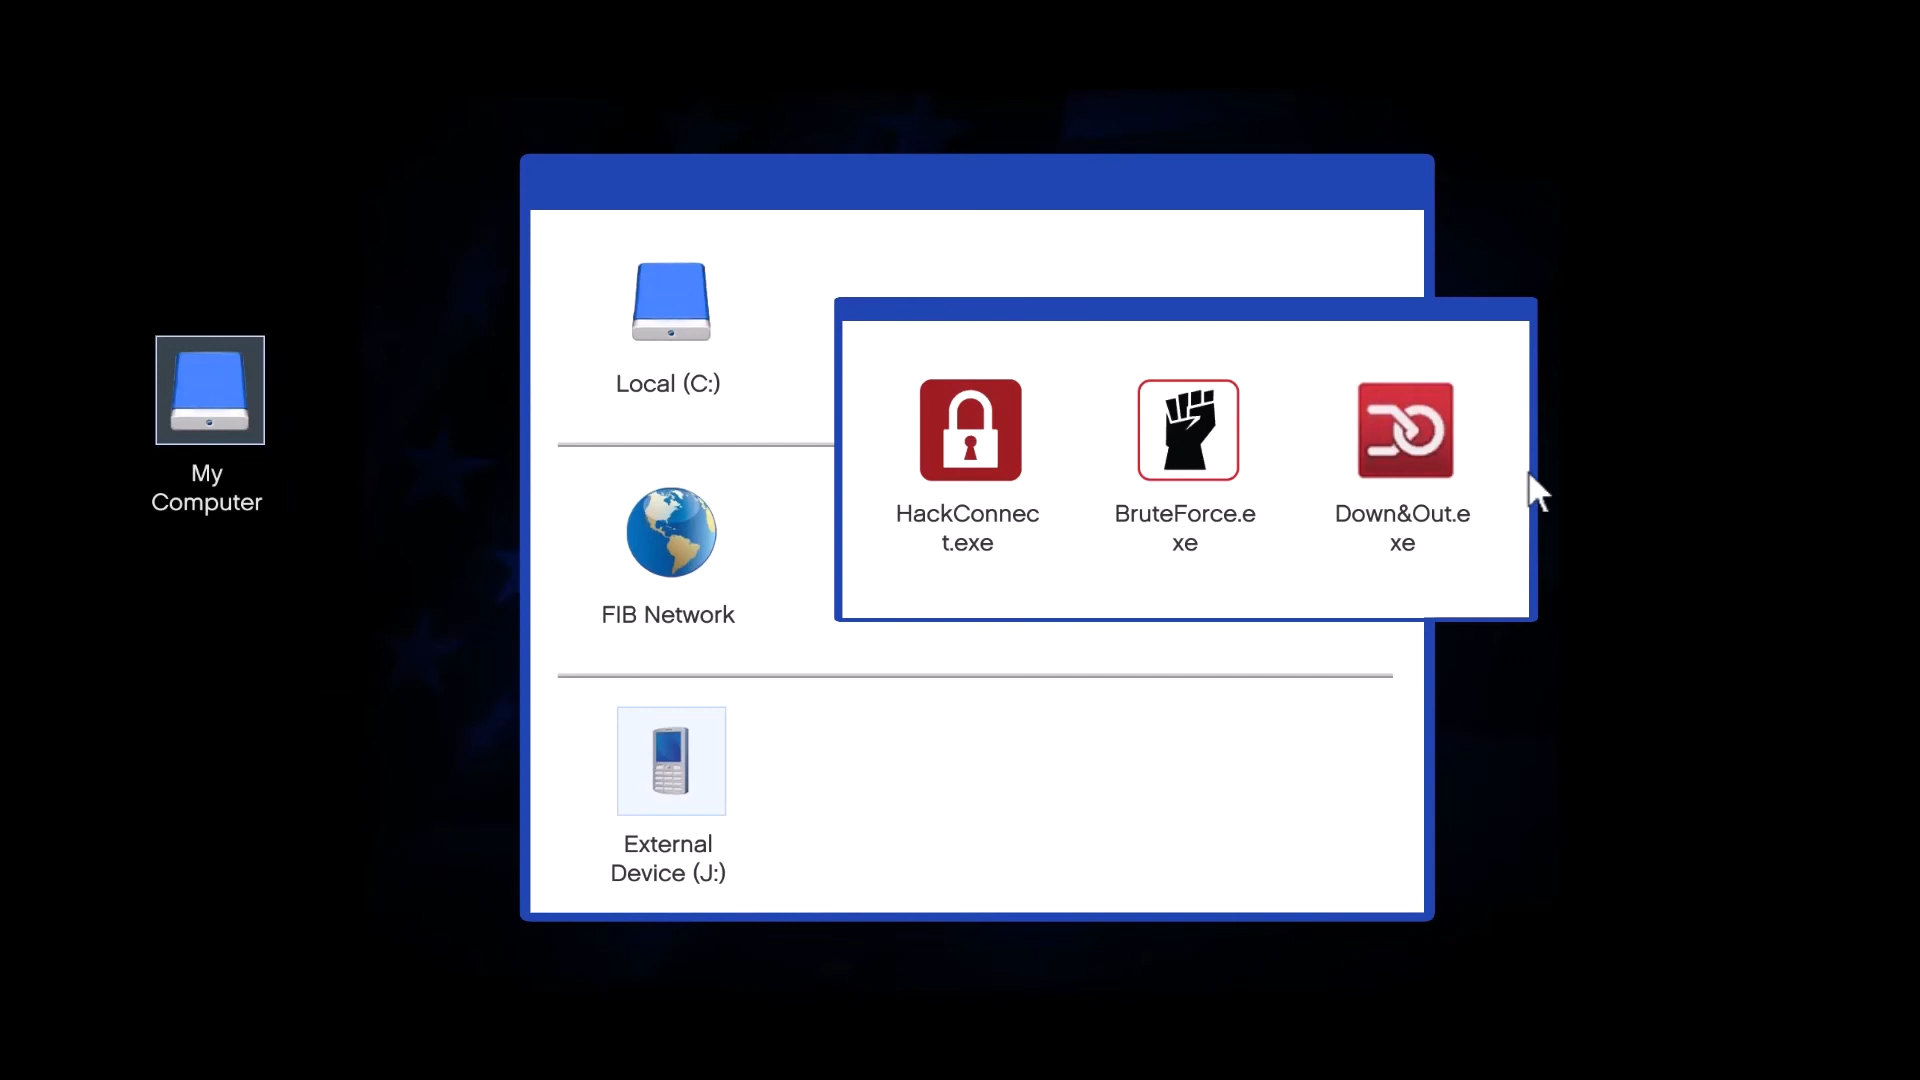 My
Computer
Local (C:)
FIB Network
External
Device (J:)
HackConnec
t.exe
BruteForce.e
xe
Down&Out.e
xe